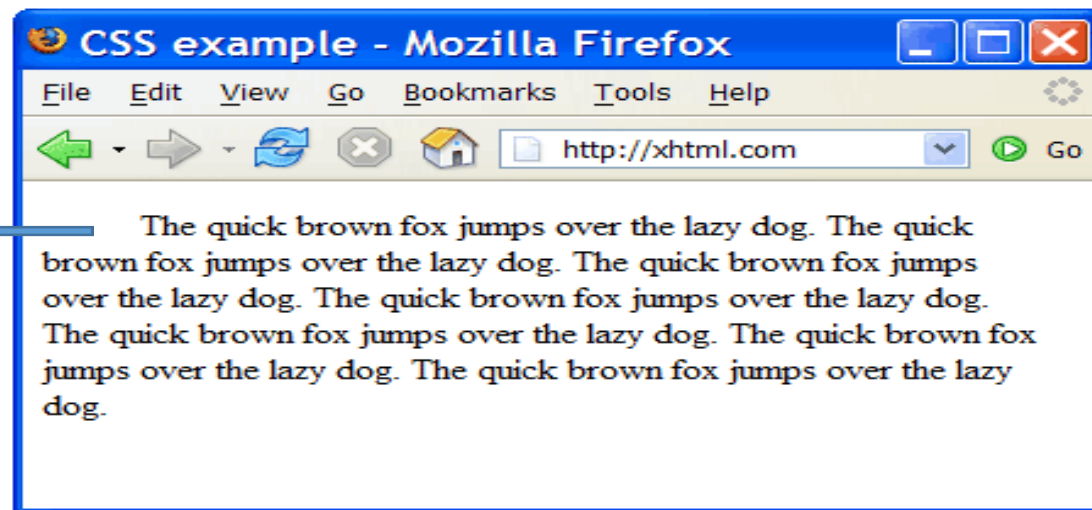 CSS example - Mozilla Firefox
File Edit View Go Bookmarks Tools Help
http://xhtml.com Go
The quick brown fox jumps over the lazy dog. The quick
brown fox jumps over the lazy dog. The quick brown fox jumps
over the lazy dog. The quick brown fox jumps over the lazy dog.
The quick brown fox jumps over the lazy dog. The quick brown fox
jumps over the lazy dog. The quick brown fox jumps over the lazy
dog.